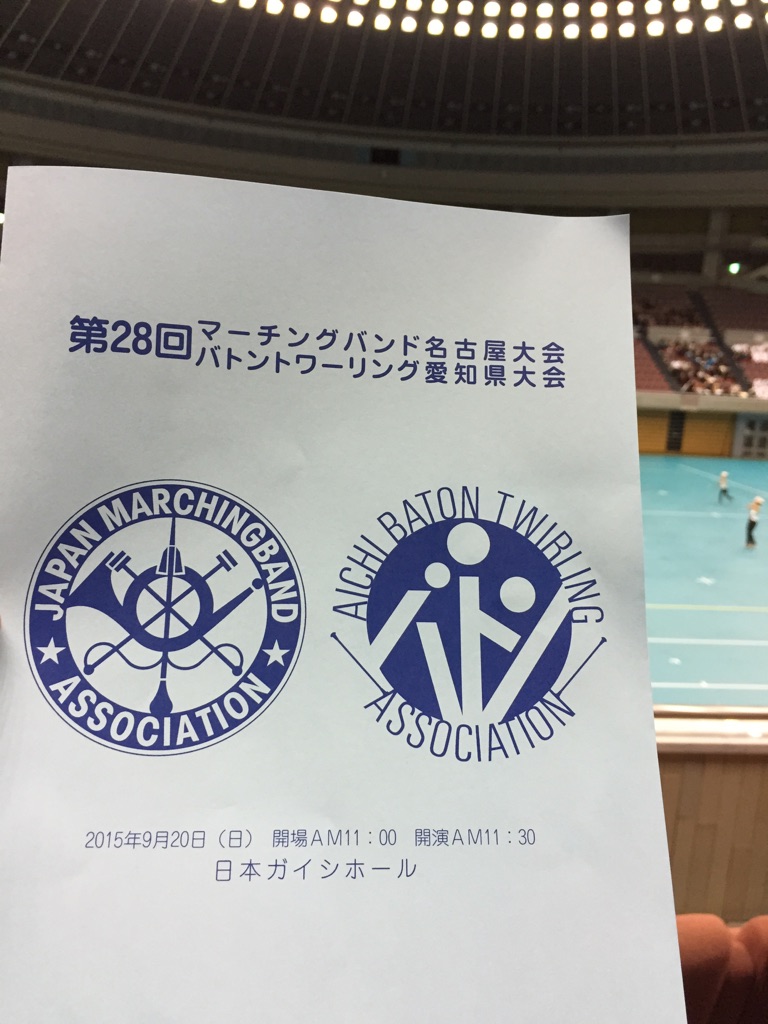 第28回マーチングバンド名古屋大会
バトントワーリング愛知県大会
JAPAN MARCHINGBAND
ASSOCIATION
AICHI BATON TWIRLING
バトン
ASSOCIATION
2015年9月20日（日） 開場AM11：00 開演AM11：30
日本ガイシホール